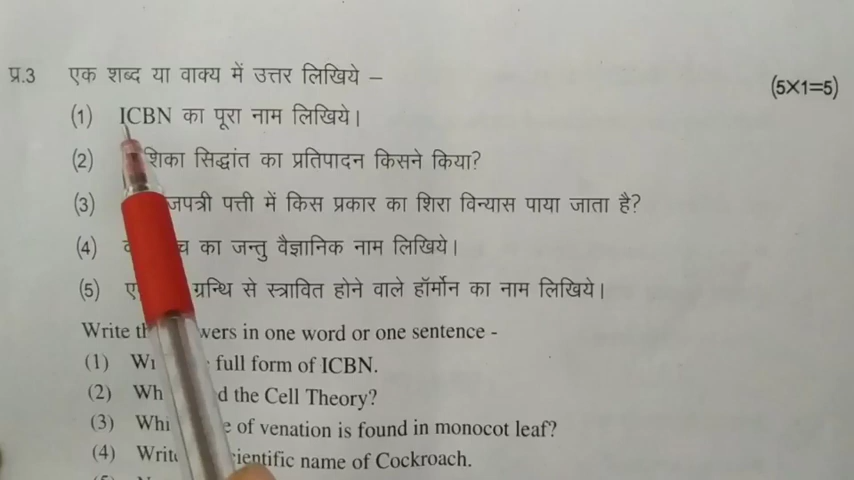 प्र.3 एक शब्द या वाक्य में उत्तर लिखिये – (5×1=5)
(1) ICBN का पूरा नाम लिखिये।
(2) शिका सिद्धांत का प्रतिपादन किसने किया?
(3) जपत्री पत्ती में किस प्रकार का शिरा विन्यास पाया जाता है?
(4) का जन्तु वैज्ञानिक नाम लिखिये।
(5) ग्रन्थि से स्त्रावित होने वाले हॉर्मोन का नाम लिखिये।
Write wers in one word or one sentence -
(1) full form of ICBN.
(2) the Cell Theory?
(3) of venation is found in monocot leaf?
(4) Write ientific name of Cockroach.